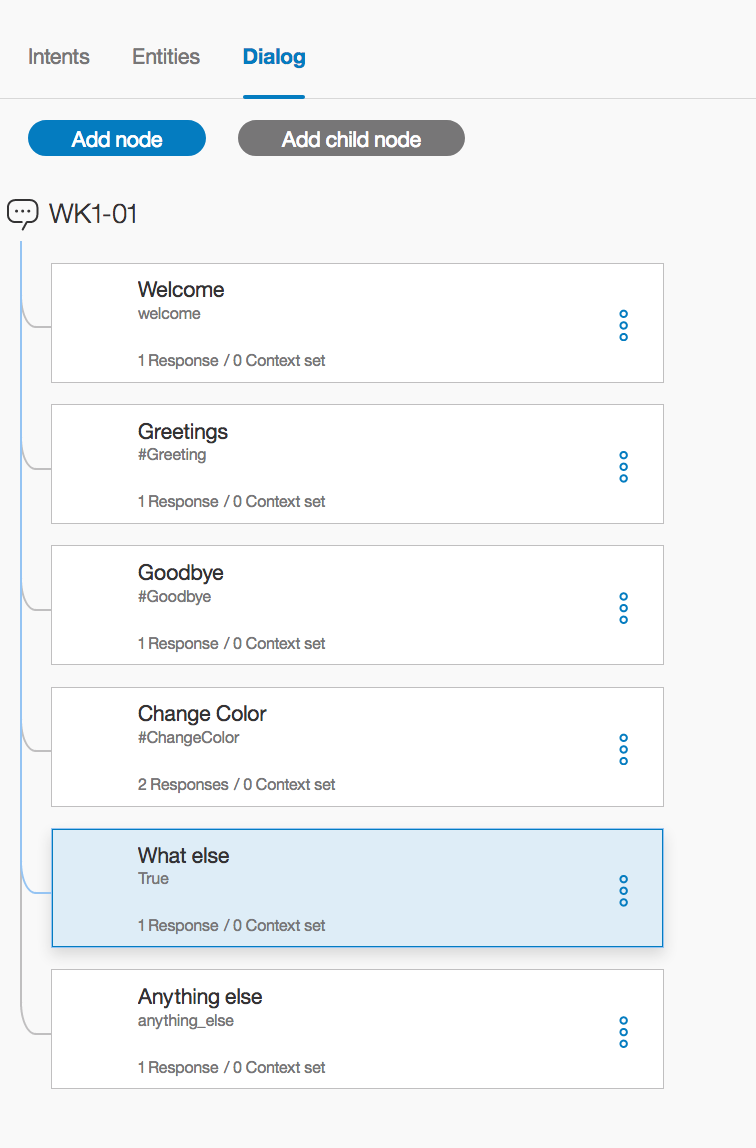 Intents Entities Dialog
Add node Add child node
WK1-01
Welcome
welcome
1 Response / 0 Context set
Greetings
#Greeting
1 Response / 0 Context set
Goodbye
#Goodbye
1 Response / 0 Context set
Change Color
#ChangeColor
2 Responses / 0 Context set
What else
True
1 Response / 0 Context set
Anything else
anything_else
1 Response / 0 Context set